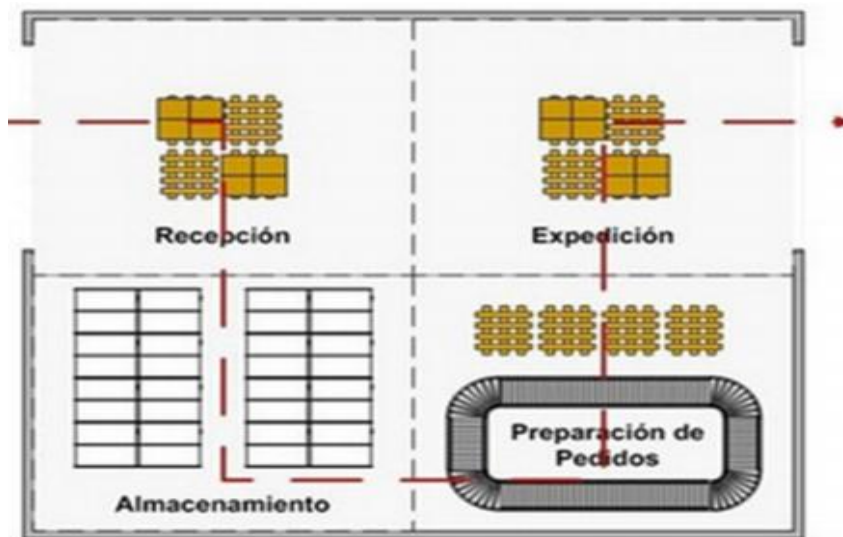 Recepción
Expedición
Almacenamiento
Preparación de
Pedidos